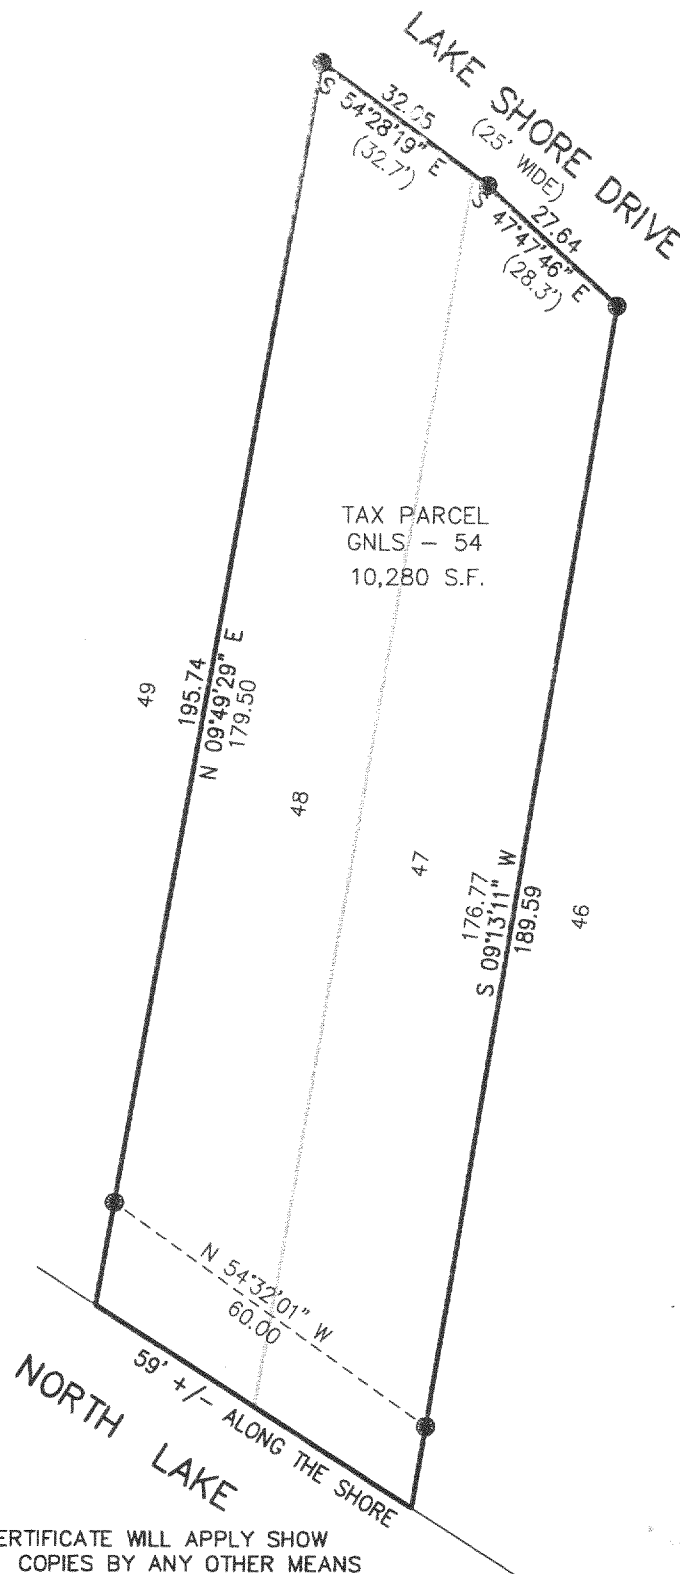 LAKE SHORE DRIVE
(25' WIDE)
S 54°28'19" E
(32.7')
27.64
S 47°47'46" E
(28.3')
TAX PARCEL
GNLS - 54
10,280 S.F.
49
195.74
N 09°49'29" E
179.50
48
47
176.77
S 09°13'11" W
189.59
46
N 54°32'01" W
60.00
59' +/- ALONG THE SHORE
NORTH LAKE
ERTIFICATE WILL APPLY SHOW
COPIES BY ANY OTHER MEANS